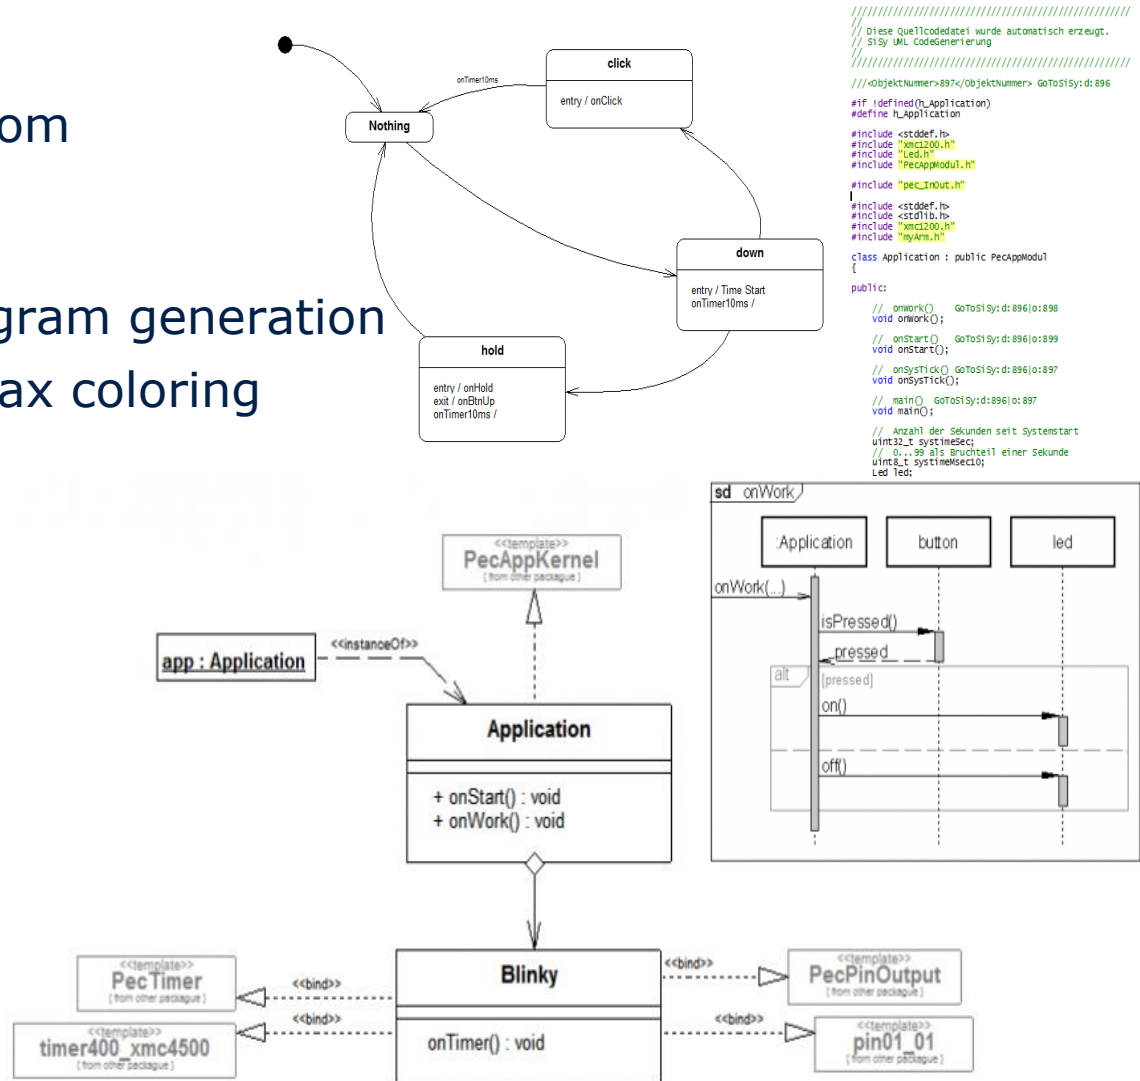 om
gram generation
ax coloring
onTimer10ms
click
entry / onClick
Nothing
down
entry / Time Start
onTimer10ms /
hold
entry / onHold
exit / onBtnUp
onTimer10ms /
////////////////////////////////////////////////////////
//
// Diese Quellcodedatei wurde automatisch erzeugt.
// SiSy UML CodeGenerierung
//
////////////////////////////////////////////////////////
///<ObjektNummer>897</ObjektNummer> GoToSiSy:d:896
#if !defined(h_Application)
#define h_Application
#include <stddef.h>
#include "xmc1200.h"
#include "Led.h"
#include "PecAppModul.h"
#include "pec_InOut.h"
#include <stddef.h>
#include <stdlib.h>
#include "xmc1200.h"
#include "myArm.h"
class Application : public PecAppModul
{
public:
// onWork() GoToSiSy:d:896|o:898
void onWork();
// onStart() GoToSiSy:d:896|o:899
void onStart();
// onSysTick() GoToSiSy:d:896|o:897
void onSysTick();
// main() GoToSiSy:d:896|o:897
void main();
// Anzahl der Sekunden seit Systemstart
uint32_t systimeSec;
// 0...99 als Bruchteil einer Sekunde
uint8_t systimeMsec10;
Led led;
<<template>>
PecAppKernel
{ from other packague }
app : Application
<<instanceOf>>
Application
+ onStart() : void
+ onWork() : void
sd onWork
:Application
button
led
onWork(...)
isPressed()
pressed
alt
[pressed]
on()
off()
<<template>>
PecTimer
{ from other packague }
<<bind>>
<<template>>
timer400_xmc4500
{ from other packague }
<<bind>>
Blinky
onTimer() : void
<<bind>>
<<template>>
PecPinOutput
{ from other packague }
<<bind>>
<<template>>
pin01_01
{ from other packague }